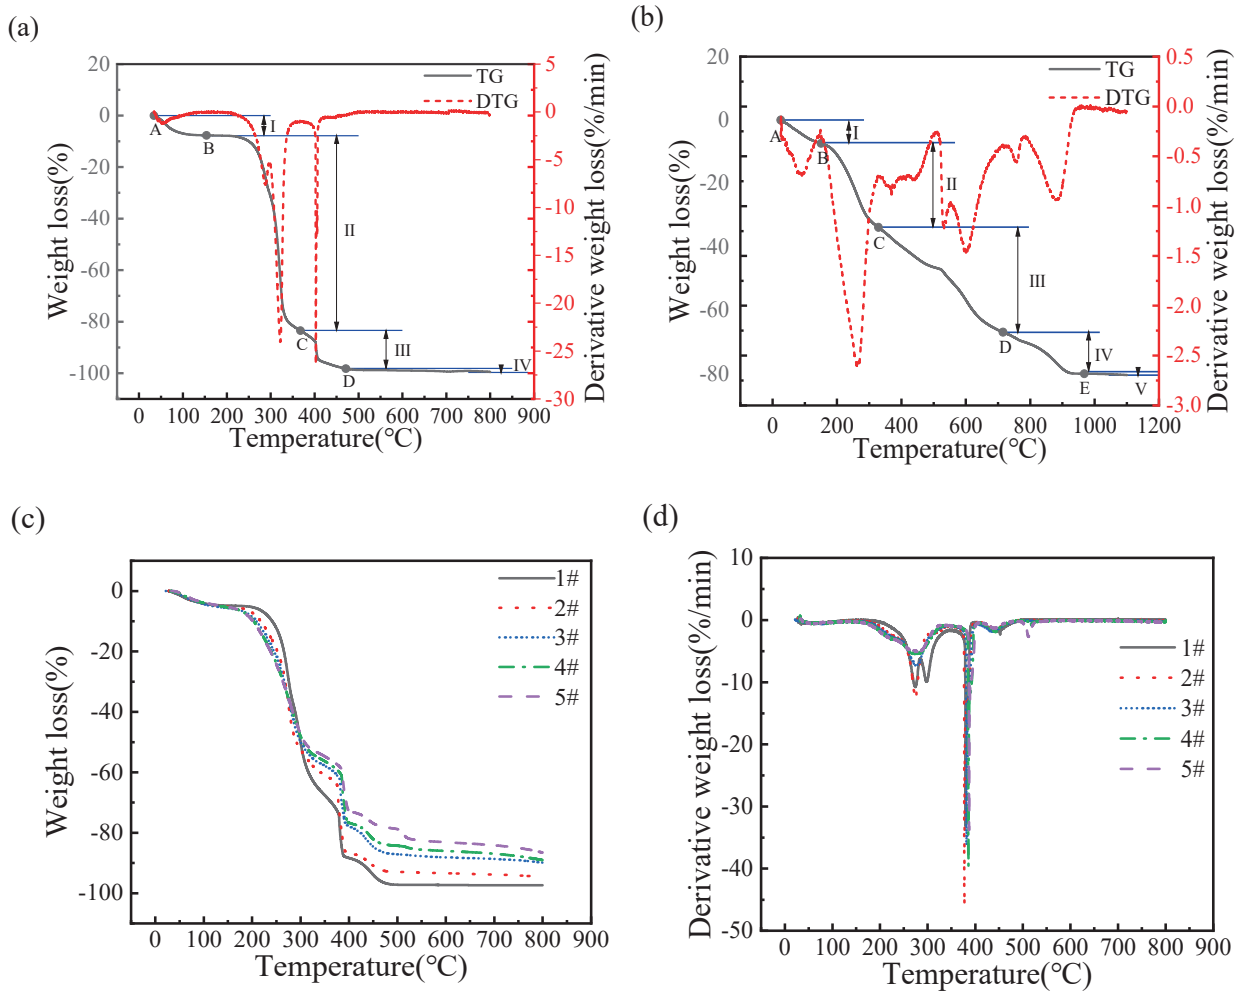 (a)
20
0
-20
-40
-60
-80
-100
0 100 200 300 400 500 600 700 800 900
Temperature(°C)
Weight loss(%)
5
0
-5
-10
-15
-20
-25
-30
Derivative weight loss(%/min)
TG
DTG
A
B
C
D
I
II
III
IV
(b)
20
0
-20
-40
-60
-80
0 200 400 600 800 1000 1200
Temperature(°C)
Weight loss(%)
0.5
0.0
-0.5
-1.0
-1.5
-2.0
-2.5
-3.0
Derivative weight loss(%/min)
TG
DTG
A
B
C
D
E
I
II
III
IV
V
(c)
0
-20
-40
-60
-80
-100
0 100 200 300 400 500 600 700 800 900
Temperature(°C)
Weight loss(%)
1#
2#
3#
4#
5#
(d)
10
0
-10
-20
-30
-40
-50
0 100 200 300 400 500 600 700 800 900
Temperature(°C)
Derivative weight loss(%/min)
1#
2#
3#
4#
5#